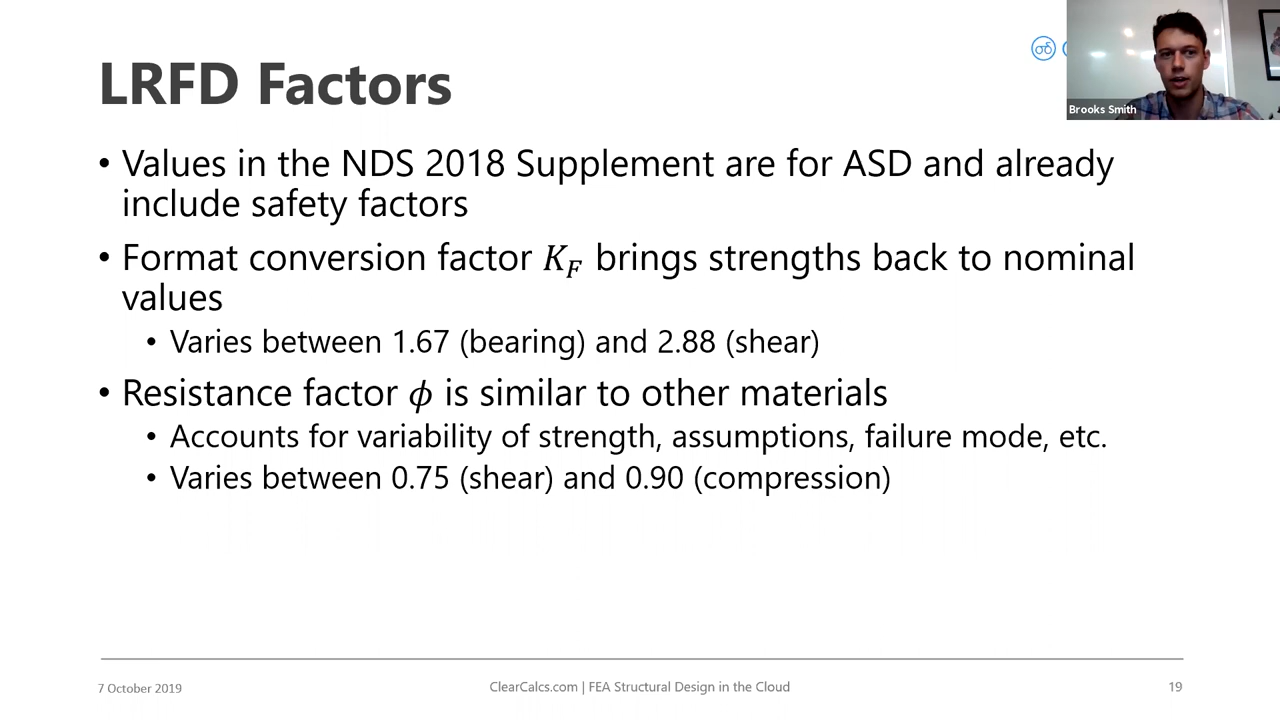 LRFD Factors
Brooks Smith
• Values in the NDS 2018 Supplement are for ASD and already
include safety factors
• Format conversion factor K_F brings strengths back to nominal
values
• Varies between 1.67 (bearing) and 2.88 (shear)
• Resistance factor ϕ is similar to other materials
• Accounts for variability of strength, assumptions, failure mode, etc.
• Varies between 0.75 (shear) and 0.90 (compression)
7 October 2019
ClearCalcs.com | FEA Structural Design in the Cloud
19